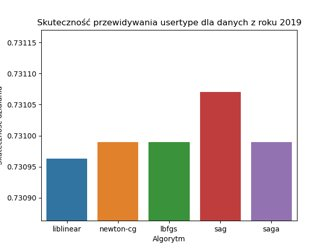 Skuteczność przewidywania usertype dla danych z roku 2019
0.73115
0.73110
0.73105
0.73100
0.73095
0.73090
liblinear newton-cg lbfgs sag saga
Algorytm